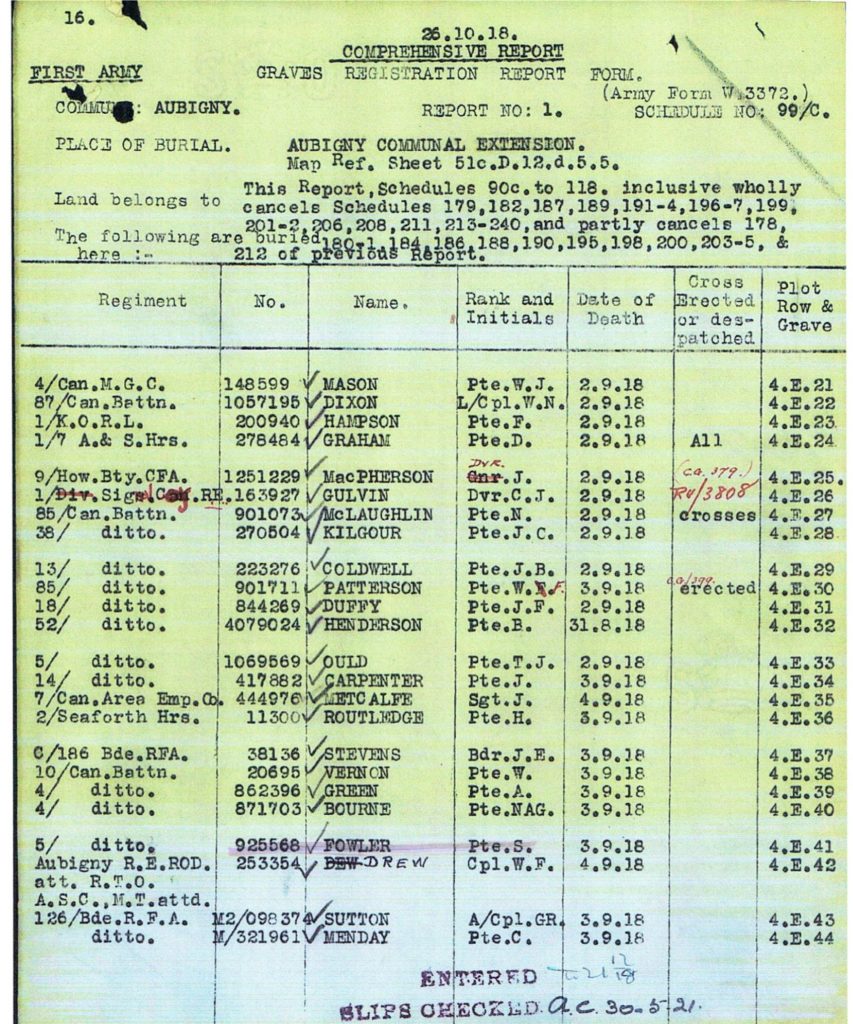 16.
26.10.18.
COMPREHENSIVE REPORT
FIRST ARMY GRAVES REGISTRATION REPORT FORM.
(Army Form W.3372.)
COMMUNE: AUBIGNY. REPORT NO: 1. SCHEDULE NO: 99/C.
PLACE OF BURIAL. AUBIGNY COMMUNAL EXTENSION.
Map Ref. Sheet 51c.D.12.d.5.5.
Land belongs to This Report,Schedules 90c.to 118. inclusive wholly
cancels Schedules 179,182,187,189,191-4,196-7,199,
201-2,206,208,211,213-240,and partly cancels 178,
The following are buried 180-1,184,186,188,190,195,198,200,203-5, &
here :- 212 of previous Report.
Regiment No. Name. Rank and Initials Date of Death Cross Erected or des-patched Plot Row & Grave
4/Can.M.G.C. 148599 MASON Pte.W.J. 2.9.18 4.E.21
87/Can.Battn. 1057195 DIXON L/Cpl.W.N. 2.9.18 4.E.22
1/K.O.R.L. 200940 HAMPSON Pte.F. 2.9.18 4.E.23
1/7 A.& S.Hrs. 278484 GRAHAM Pte.D. 2.9.18 All 4.E.24
9/How.Bty.CFA. 1251229 MacPHERSON Gnr. Dvr. J. 2.9.18 (ca.379.) 4.E.25.
1/Div.Sigs Coy.RE. 163927 GULVIN Dvr.C.J. 2.9.18 RV/3808 4.E.26
85/Can.Battn. 901073 McLAUGHLIN Pte.N. 2.9.18 crosses 4.E.27
38/ ditto. 270504 KILGOUR Pte.J.C. 2.9.18 4.E.28
13/ ditto. 223276 COLDWELL Pte.J.B. 2.9.18 4.E.29
85/ ditto. 901711 PATTERSON Pte.W. F. 3.9.18 erected 4.E.30
18/ ditto. 844269 DUFFY Pte.J.F. 2.9.18 4.E.31
52/ ditto. 4079024 HENDERSON Pte.B. 31.8.18 4.E.32
5/ ditto. 1069569 OULD Pte.T.J. 2.9.18 4.E.33
14/ ditto. 417882 CARPENTER Pte.J. 3.9.18 4.E.34
7/Can.Area Emp.Co. 444976 METCALFE Sgt.J. 4.9.18 4.E.35
2/Seaforth Hrs. 11300 ROUTLEDGE Pte.H. 3.9.18 4.E.36
C/186 Bde.RFA. 38136 STEVENS Bdr.J.E. 3.9.18 4.E.37
10/Can.Battn. 20695 VERNON Pte.W. 3.9.18 4.E.38
4/ ditto. 862396 GREEN Pte.A. 3.9.18 4.E.39
4/ ditto. 871703 BOURNE Pte.NAG. 3.9.18 4.E.40
5/ ditto. 925568 FOWLER Pte.S. 3.9.18 4.E.41
Aubigny R.E.ROD. 253354 DEW DREW Cpl.W.F. 4.9.18 4.E.42
att. R.T.O.
A.S.C.,M.T.attd.
126/Bde.R.F.A. M2/098374 SUTTON A/Cpl.GR. 3.9.18 4.E.43
ditto. M/321961 MENDAY Pte.C. 3.9.18 4.E.44
ENTERED
SLIPS CHECKED. a.c. 30-5-21.